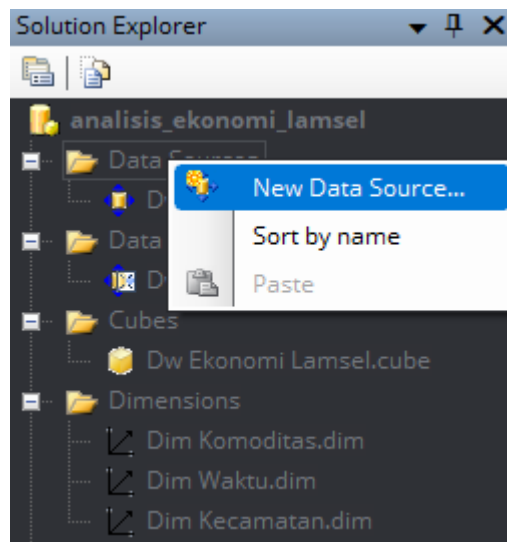 Solution Explorer
analisis_ekonomi_lamsel
Data Sources
New Data Source...
Sort by name
Data
Paste
Cubes
Dw Ekonomi Lamsel.cube
Dimensions
Dim Komoditas.dim
Dim Waktu.dim
Dim Kecamatan.dim